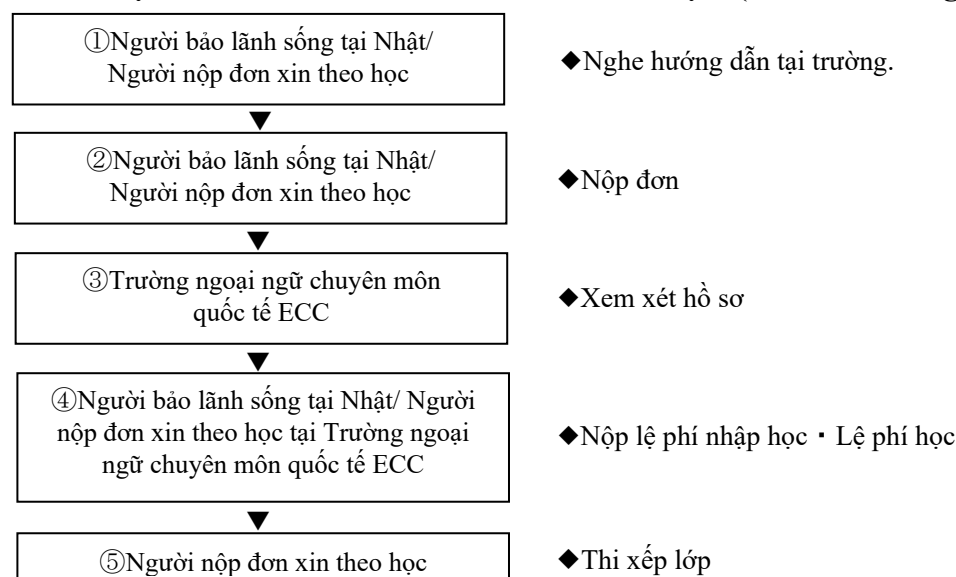 ①Người bảo lãnh sống tại Nhật/
Người nộp đơn xin theo học
◆Nghe hướng dẫn tại trường.
▼
②Người bảo lãnh sống tại Nhật/
Người nộp đơn xin theo học
◆Nộp đơn
▼
③Trường ngoại ngữ chuyên môn
quốc tế ECC
◆Xem xét hồ sơ
▼
④Người bảo lãnh sống tại Nhật/ Người
nộp đơn xin theo học tại Trường ngoại
ngữ chuyên môn quốc tế ECC
◆Nộp lệ phí nhập học・Lệ phí học
▼
⑤Người nộp đơn xin theo học
◆Thi xếp lớp